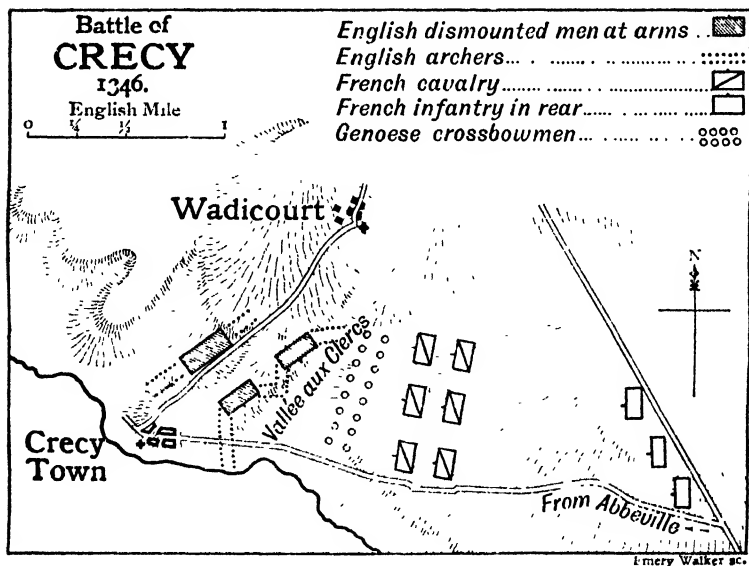 Battle of
CRECY
1346.
English Mile
0 ¼ ½ 1
English dismounted men at arms ..
English archers... . .. ........ ......
French cavalry..............................
French infantry in rear.... ..........
Genoese crossbowmen... .. ........ .
Wadicourt
N
Vallée aux Clercs
Crecy
Town
From Abbeville
Emery Walker sc.